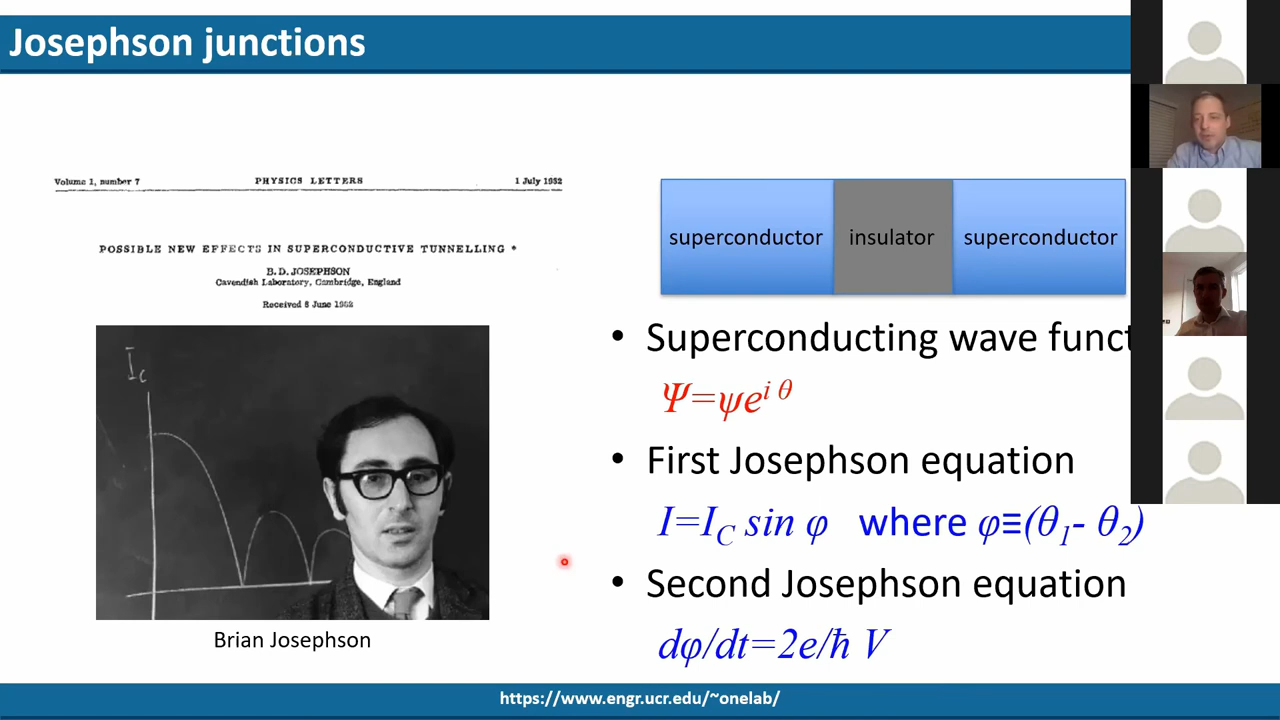 Josephson junctions
Volume 1, number 7 PHYSICS LETTERS 1 July 1962
POSSIBLE NEW EFFECTS IN SUPERCONDUCTIVE TUNNELLING *
B. D. JOSEPHSON
Cavendish Laboratory, Cambridge, England
Received 8 June 1962
I_C
Brian Josephson
superconductor insulator superconductor
• Superconducting wave funct
Ψ=ψe^{i θ}
• First Josephson equation
I=I_C sin φ where φ≡(θ_1- θ_2)
• Second Josephson equation
dφ/dt=2e/ħ V
https://www.engr.ucr.edu/~onelab/